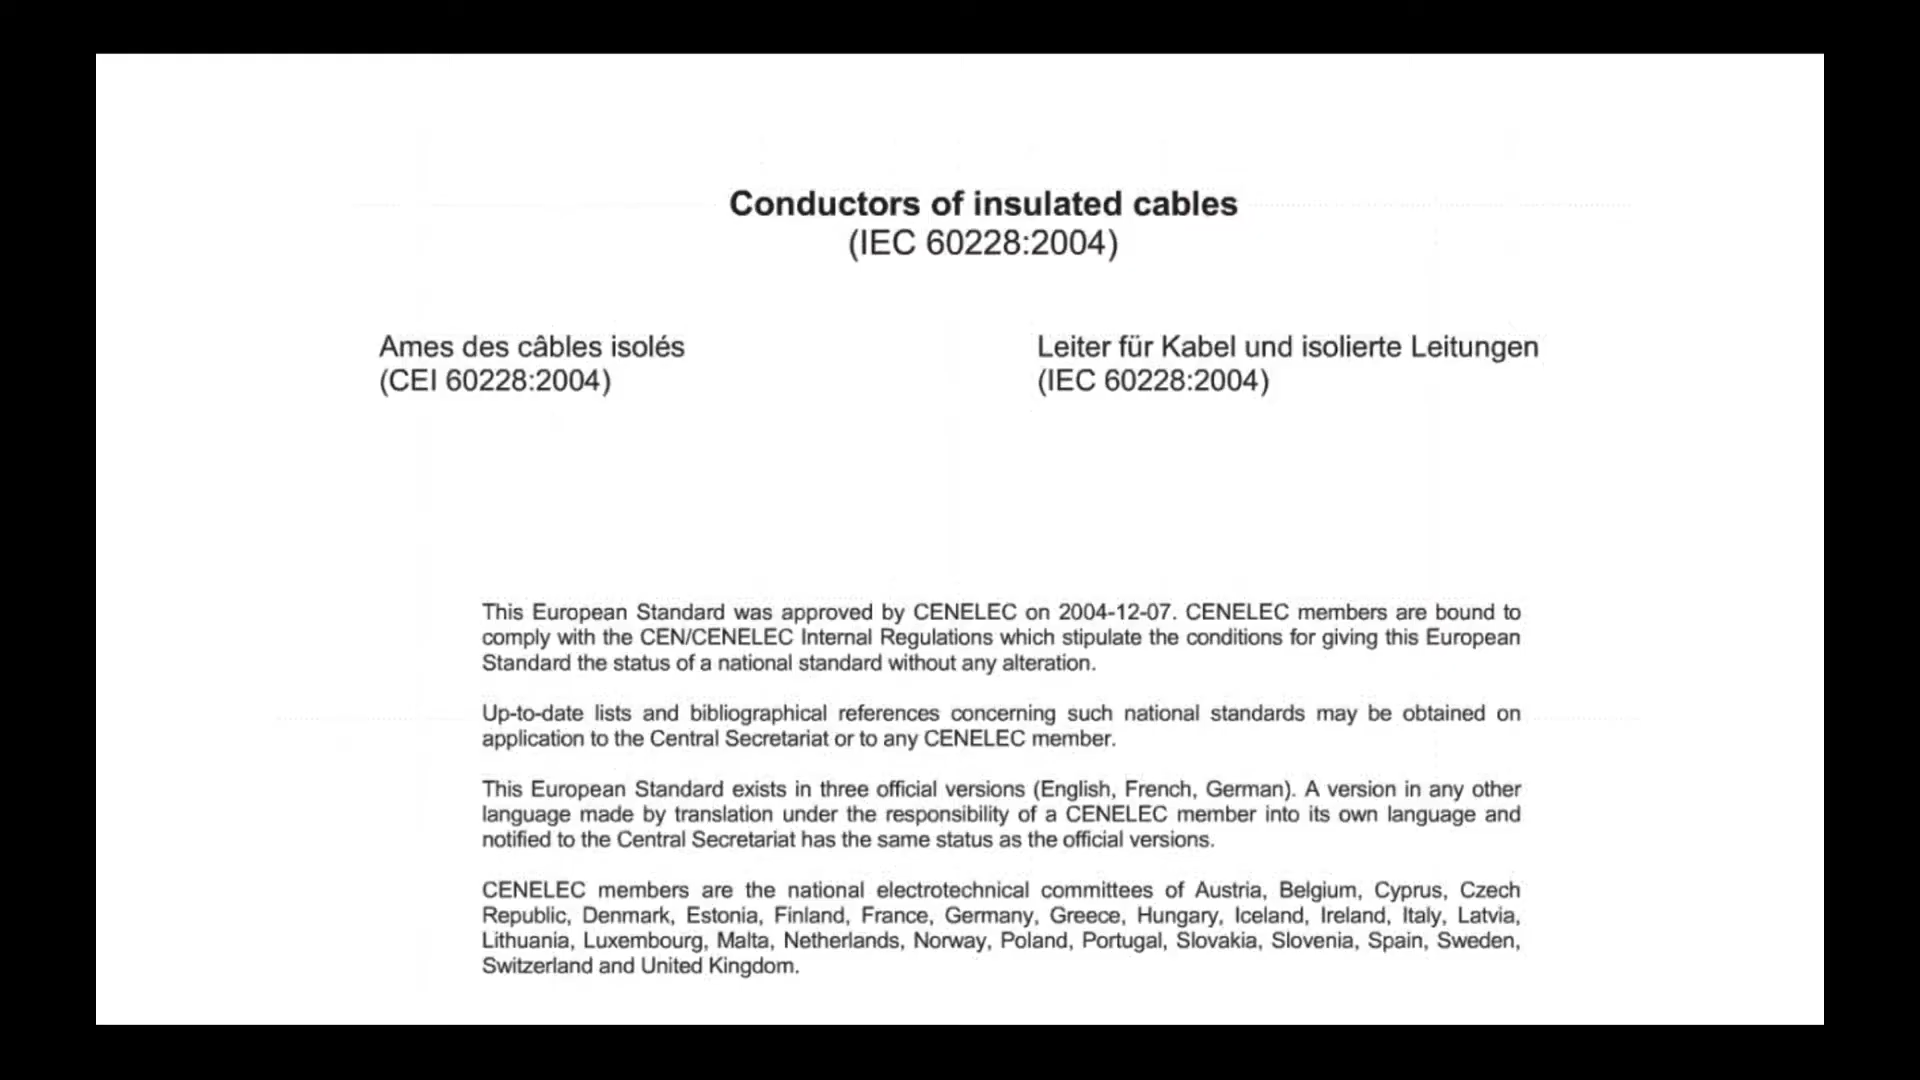 Conductors of insulated cables
(IEC 60228:2004)
Ames des câbles isolés
(CEI 60228:2004)
Leiter für Kabel und isolierte Leitungen
(IEC 60228:2004)
This European Standard was approved by CENELEC on 2004-12-07. CENELEC members are bound to
comply with the CEN/CENELEC Internal Regulations which stipulate the conditions for giving this European
Standard the status of a national standard without any alteration.
Up-to-date lists and bibliographical references concerning such national standards may be obtained on
application to the Central Secretariat or to any CENELEC member.
This European Standard exists in three official versions (English, French, German). A version in any other
language made by translation under the responsibility of a CENELEC member into its own language and
notified to the Central Secretariat has the same status as the official versions.
CENELEC members are the national electrotechnical committees of Austria, Belgium, Cyprus, Czech
Republic, Denmark, Estonia, Finland, France, Germany, Greece, Hungary, Iceland, Ireland, Italy, Latvia,
Lithuania, Luxembourg, Malta, Netherlands, Norway, Poland, Portugal, Slovakia, Slovenia, Spain, Sweden,
Switzerland and United Kingdom.